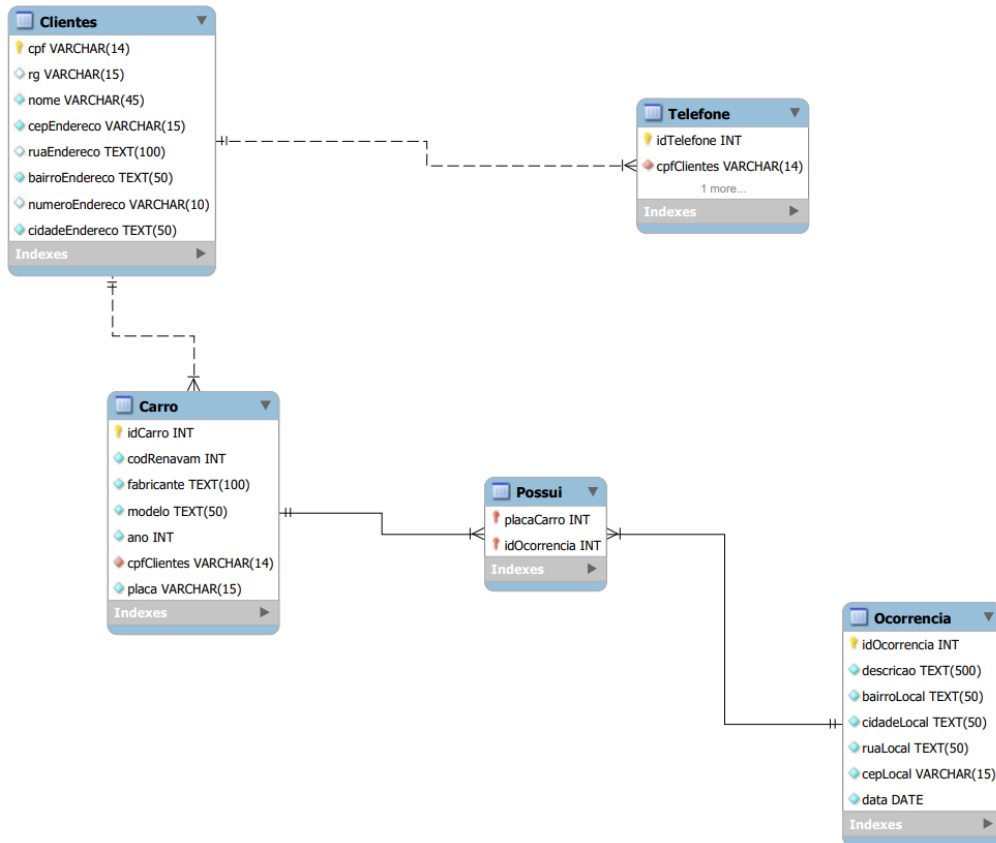 Clientes
cpf VARCHAR(14)
rg VARCHAR(15)
nome VARCHAR(45)
cepEndereco VARCHAR(15)
ruaEndereco TEXT(100)
bairroEndereco TEXT(50)
numeroEndereco VARCHAR(10)
cidadeEndereco TEXT(50)
Indexes
Telefone
idTelefone INT
cpfClientes VARCHAR(14)
1 more...
Indexes
Carro
idCarro INT
codRenavam INT
fabricante TEXT(100)
modelo TEXT(50)
ano INT
cpfClientes VARCHAR(14)
placa VARCHAR(15)
Indexes
Possui
placaCarro INT
idOcorrencia INT
Indexes
Ocorrencia
idOcorrencia INT
descricao TEXT(500)
bairroLocal TEXT(50)
cidadeLocal TEXT(50)
ruaLocal TEXT(50)
cepLocal VARCHAR(15)
data DATE
Indexes